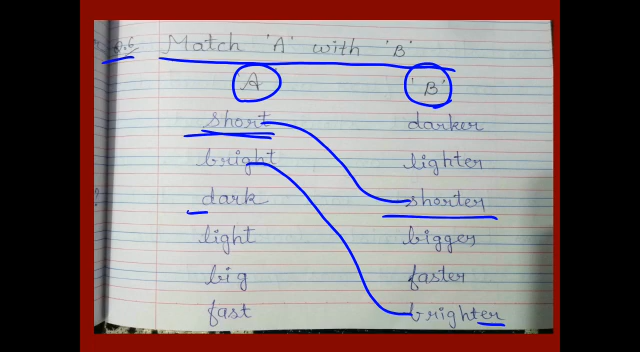 Q.6 Match 'A' with 'B'
'A' 'B'
short darker
bright lighter
dark shorter
light bigger
big faster
fast brighter